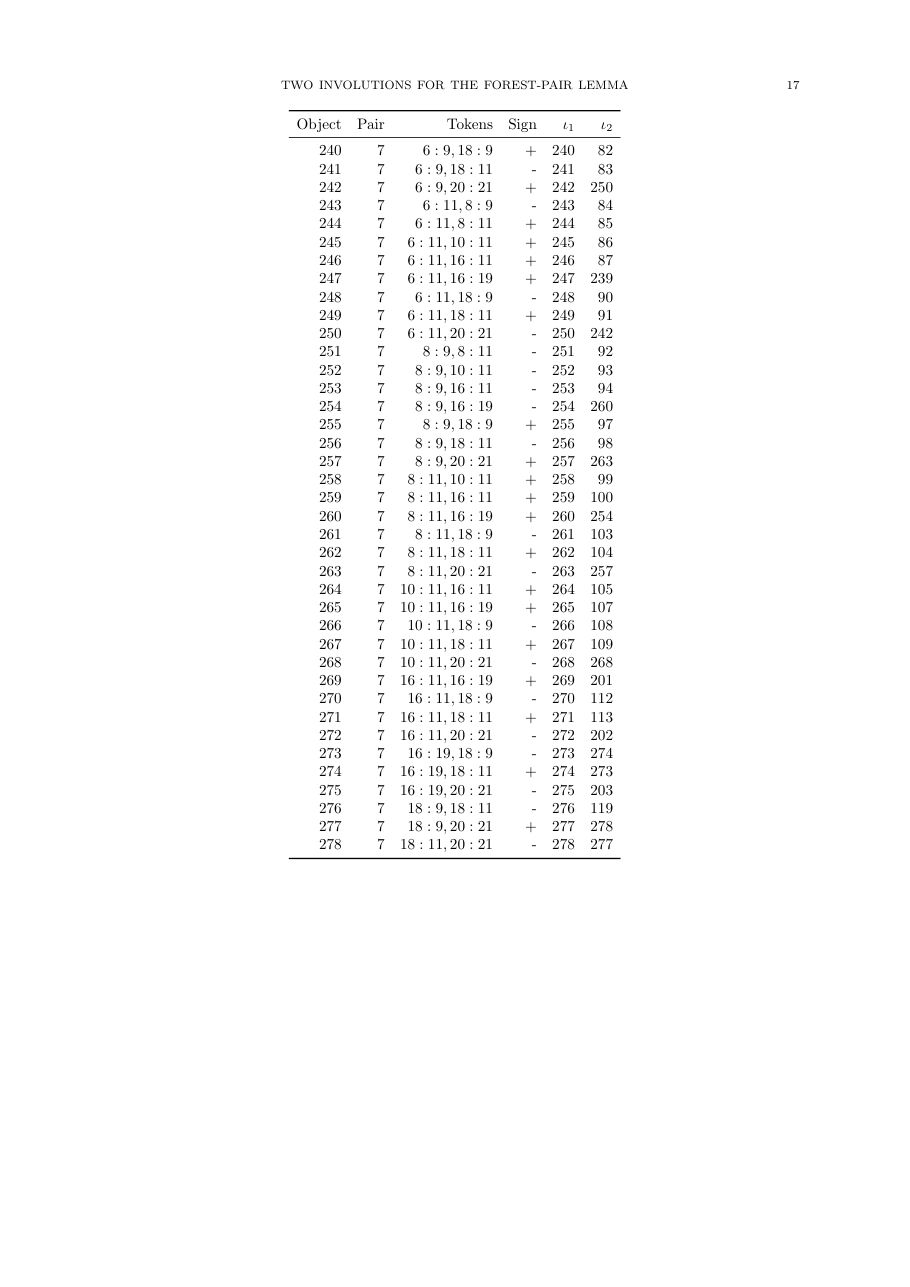 TWO INVOLUTIONS FOR THE FOREST-PAIR LEMMA 17
Object Pair Tokens Sign ι₁ ι₂
240 7 6 : 9, 18 : 9 + 240 82
241 7 6 : 9, 18 : 11 - 241 83
242 7 6 : 9, 20 : 21 + 242 250
243 7 6 : 11, 8 : 9 - 243 84
244 7 6 : 11, 8 : 11 + 244 85
245 7 6 : 11, 10 : 11 + 245 86
246 7 6 : 11, 16 : 11 + 246 87
247 7 6 : 11, 16 : 19 + 247 239
248 7 6 : 11, 18 : 9 - 248 90
249 7 6 : 11, 18 : 11 + 249 91
250 7 6 : 11, 20 : 21 - 250 242
251 7 8 : 9, 8 : 11 - 251 92
252 7 8 : 9, 10 : 11 - 252 93
253 7 8 : 9, 16 : 11 - 253 94
254 7 8 : 9, 16 : 19 - 254 260
255 7 8 : 9, 18 : 9 + 255 97
256 7 8 : 9, 18 : 11 - 256 98
257 7 8 : 9, 20 : 21 + 257 263
258 7 8 : 11, 10 : 11 + 258 99
259 7 8 : 11, 16 : 11 + 259 100
260 7 8 : 11, 16 : 19 + 260 254
261 7 8 : 11, 18 : 9 - 261 103
262 7 8 : 11, 18 : 11 + 262 104
263 7 8 : 11, 20 : 21 - 263 257
264 7 10 : 11, 16 : 11 + 264 105
265 7 10 : 11, 16 : 19 + 265 107
266 7 10 : 11, 18 : 9 - 266 108
267 7 10 : 11, 18 : 11 + 267 109
268 7 10 : 11, 20 : 21 - 268 268
269 7 16 : 11, 16 : 19 + 269 201
270 7 16 : 11, 18 : 9 - 270 112
271 7 16 : 11, 18 : 11 + 271 113
272 7 16 : 11, 20 : 21 - 272 202
273 7 16 : 19, 18 : 9 - 273 274
274 7 16 : 19, 18 : 11 + 274 273
275 7 16 : 19, 20 : 21 - 275 203
276 7 18 : 9, 18 : 11 - 276 119
277 7 18 : 9, 20 : 21 + 277 278
278 7 18 : 11, 20 : 21 - 278 277